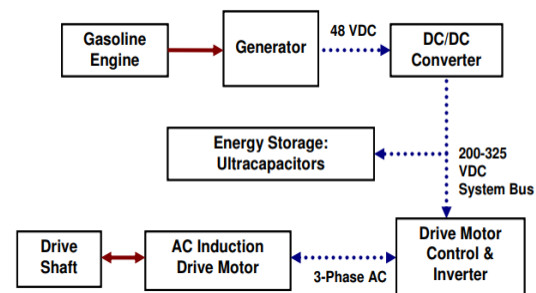 Gasoline
Engine
Generator
48 VDC
DC/DC
Converter
Energy Storage:
Ultracapacitors
200-325
VDC
System Bus
Drive
Shaft
AC Induction
Drive Motor
3-Phase AC
Drive Motor
Control &
Inverter